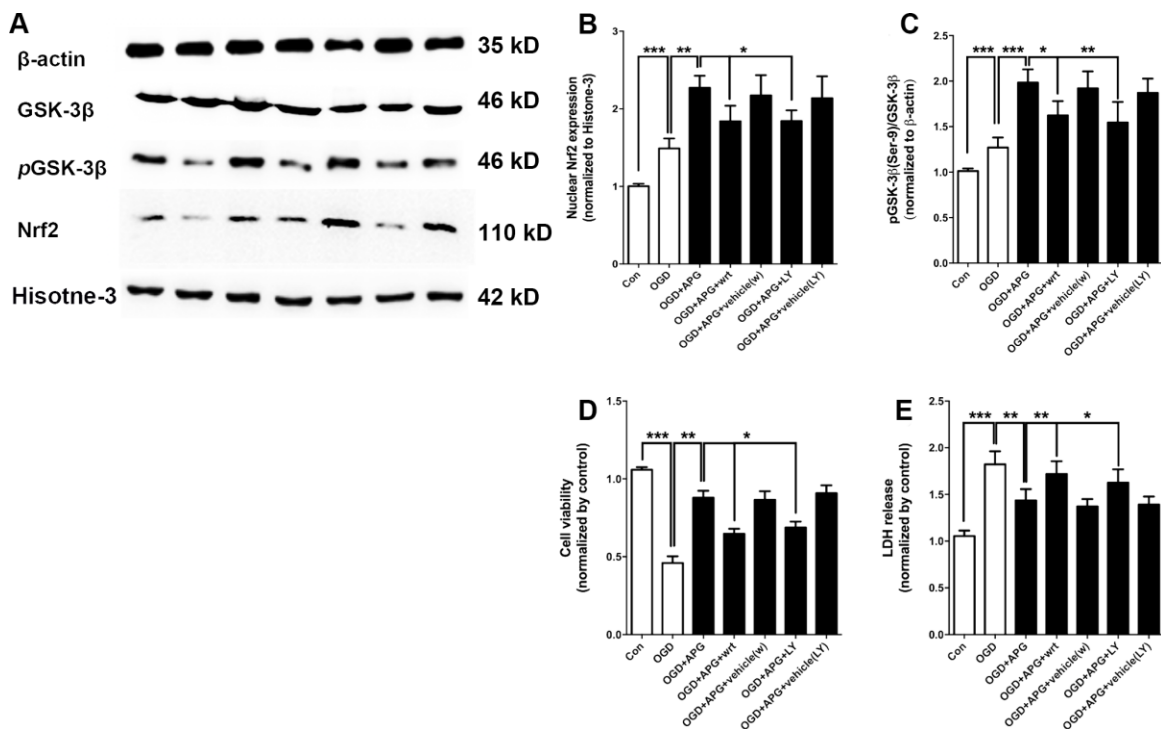 A
β-actin
35 kD
GSK-3β
46 kD
pGSK-3β
46 kD
Nrf2
110 kD
Hisotne-3
42 kD
B
Nuclear Nrf2 expression
(normalized to Histone-3)
3
2
1
0
*** ** *
Con
OGD
OGD+APG
OGD+APG+wrt
OGD+APG+vehicle(w)
OGD+APG+LY
OGD+APG+vehicle(LY)
C
pGSK-3β(Ser-9)/GSK-3β
(normalized to β-actin)
2.5
2.0
1.5
1.0
0.5
0.0
*** *** * **
Con
OGD
OGD+APG
OGD+APG+wrt
OGD+APG+vehicle(w)
OGD+APG+LY
OGD+APG+vehicle(LY)
D
Cell viability
(normalized by control)
1.5
1.0
0.5
0.0
*** ** *
Con
OGD
OGD+APG
OGD+APG+wrt
OGD+APG+vehicle(w)
OGD+APG+LY
OGD+APG+vehicle(LY)
E
LDH release
(normalized by control)
2.5
2.0
1.5
1.0
0.5
0.0
*** ** ** *
Con
OGD
OGD+APG
OGD+APG+wrt
OGD+APG+vehicle(w)
OGD+APG+LY
OGD+APG+vehicle(LY)